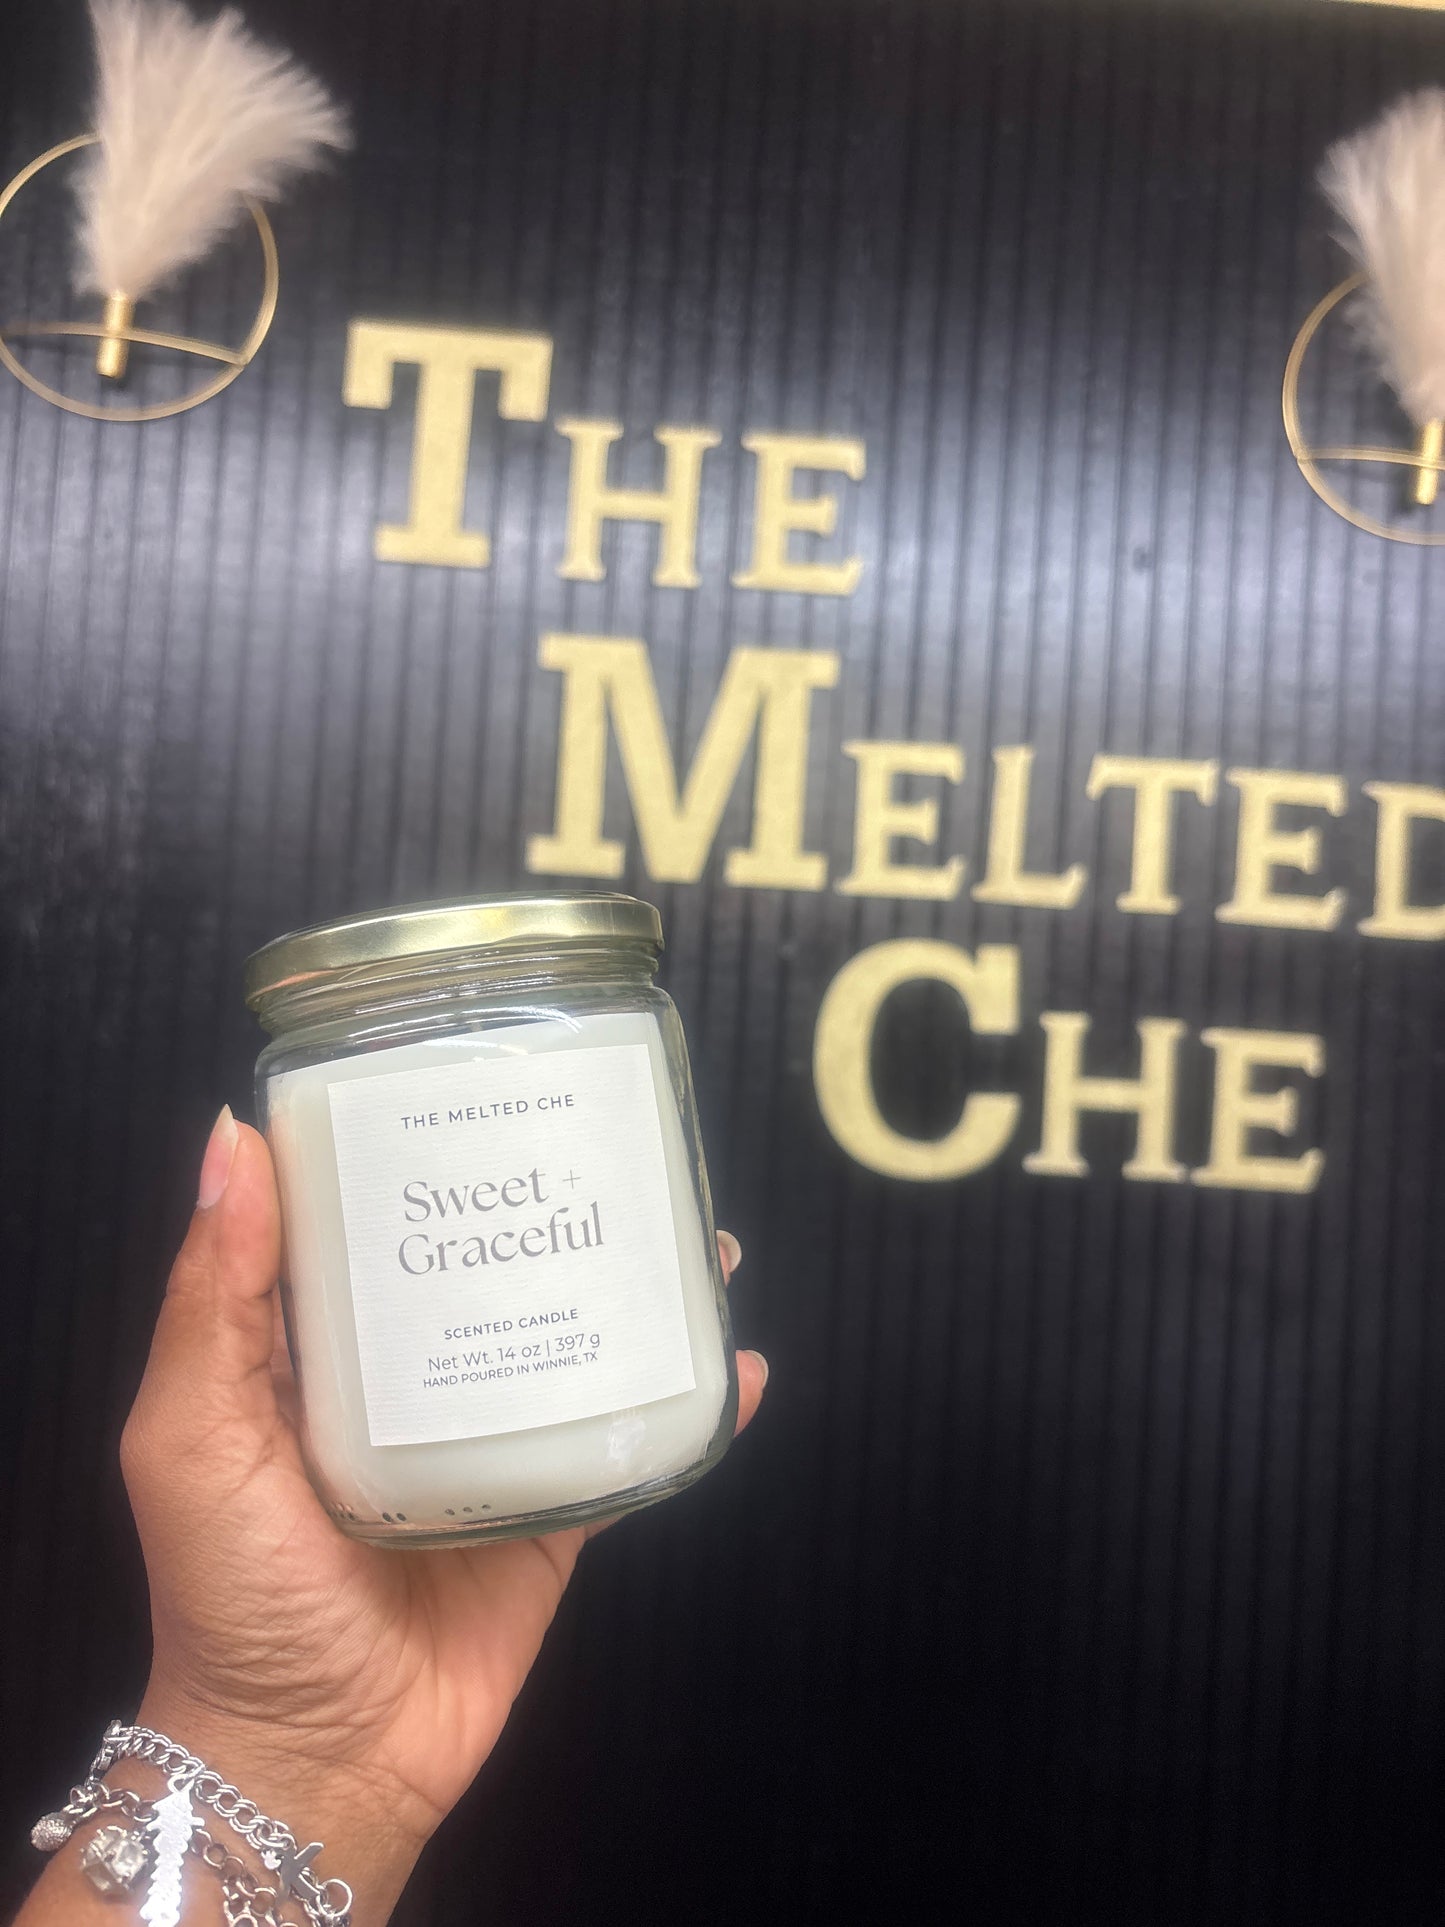 The
Melted
Che
THE MELTED CHE
Sweet +
Graceful
SCENTED CANDLE
Net Wt. 14 oz | 397 g
HAND POURED IN WINNIE, TX